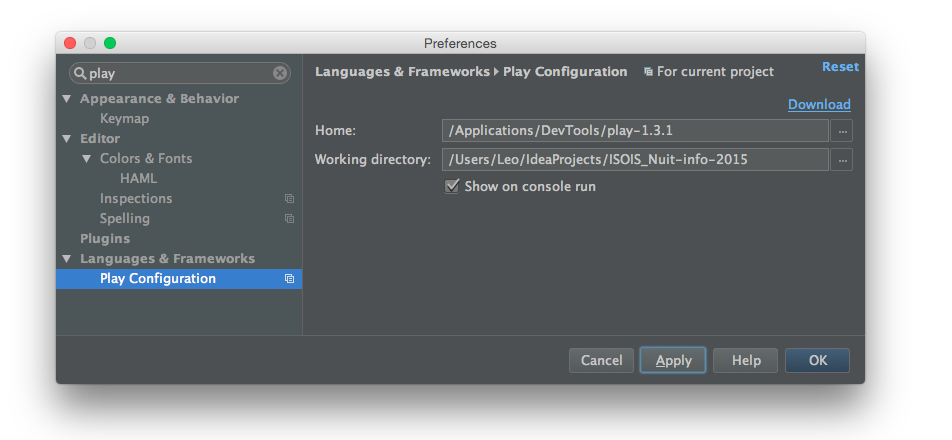 Preferences
play
Appearance & Behavior
Keymap
Editor
Colors & Fonts
HAML
Inspections
Spelling
Plugins
Languages & Frameworks
Play Configuration
Languages & Frameworks › Play Configuration For current project
Reset
Download
Home: /Applications/DevTools/play-1.3.1 ...
Working directory: /Users/Leo/IdeaProjects/ISOIS_Nuit-info-2015 ...
Show on console run
Cancel Apply Help OK